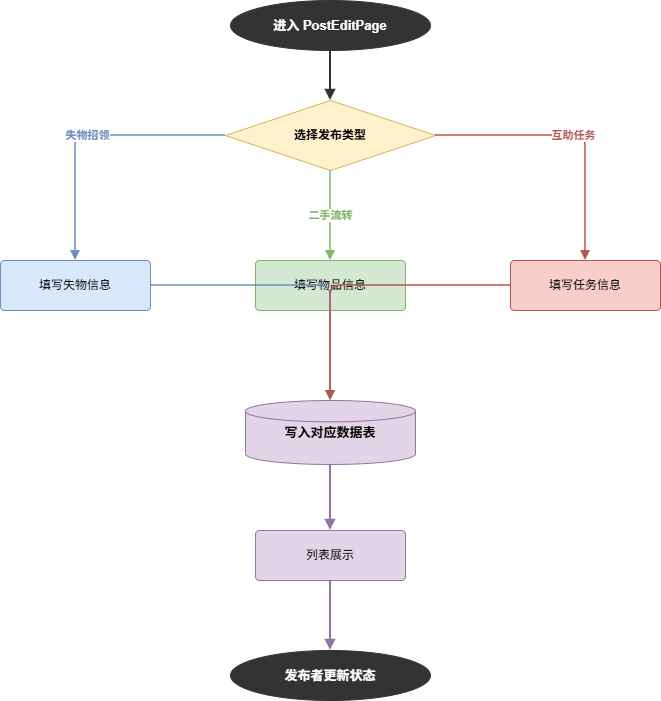 进入 PostEditPage
选择发布类型
失物招领
互助任务
二手流转
填写失物信息
填写物品信息
填写任务信息
写入对应数据表
列表展示
发布者更新状态